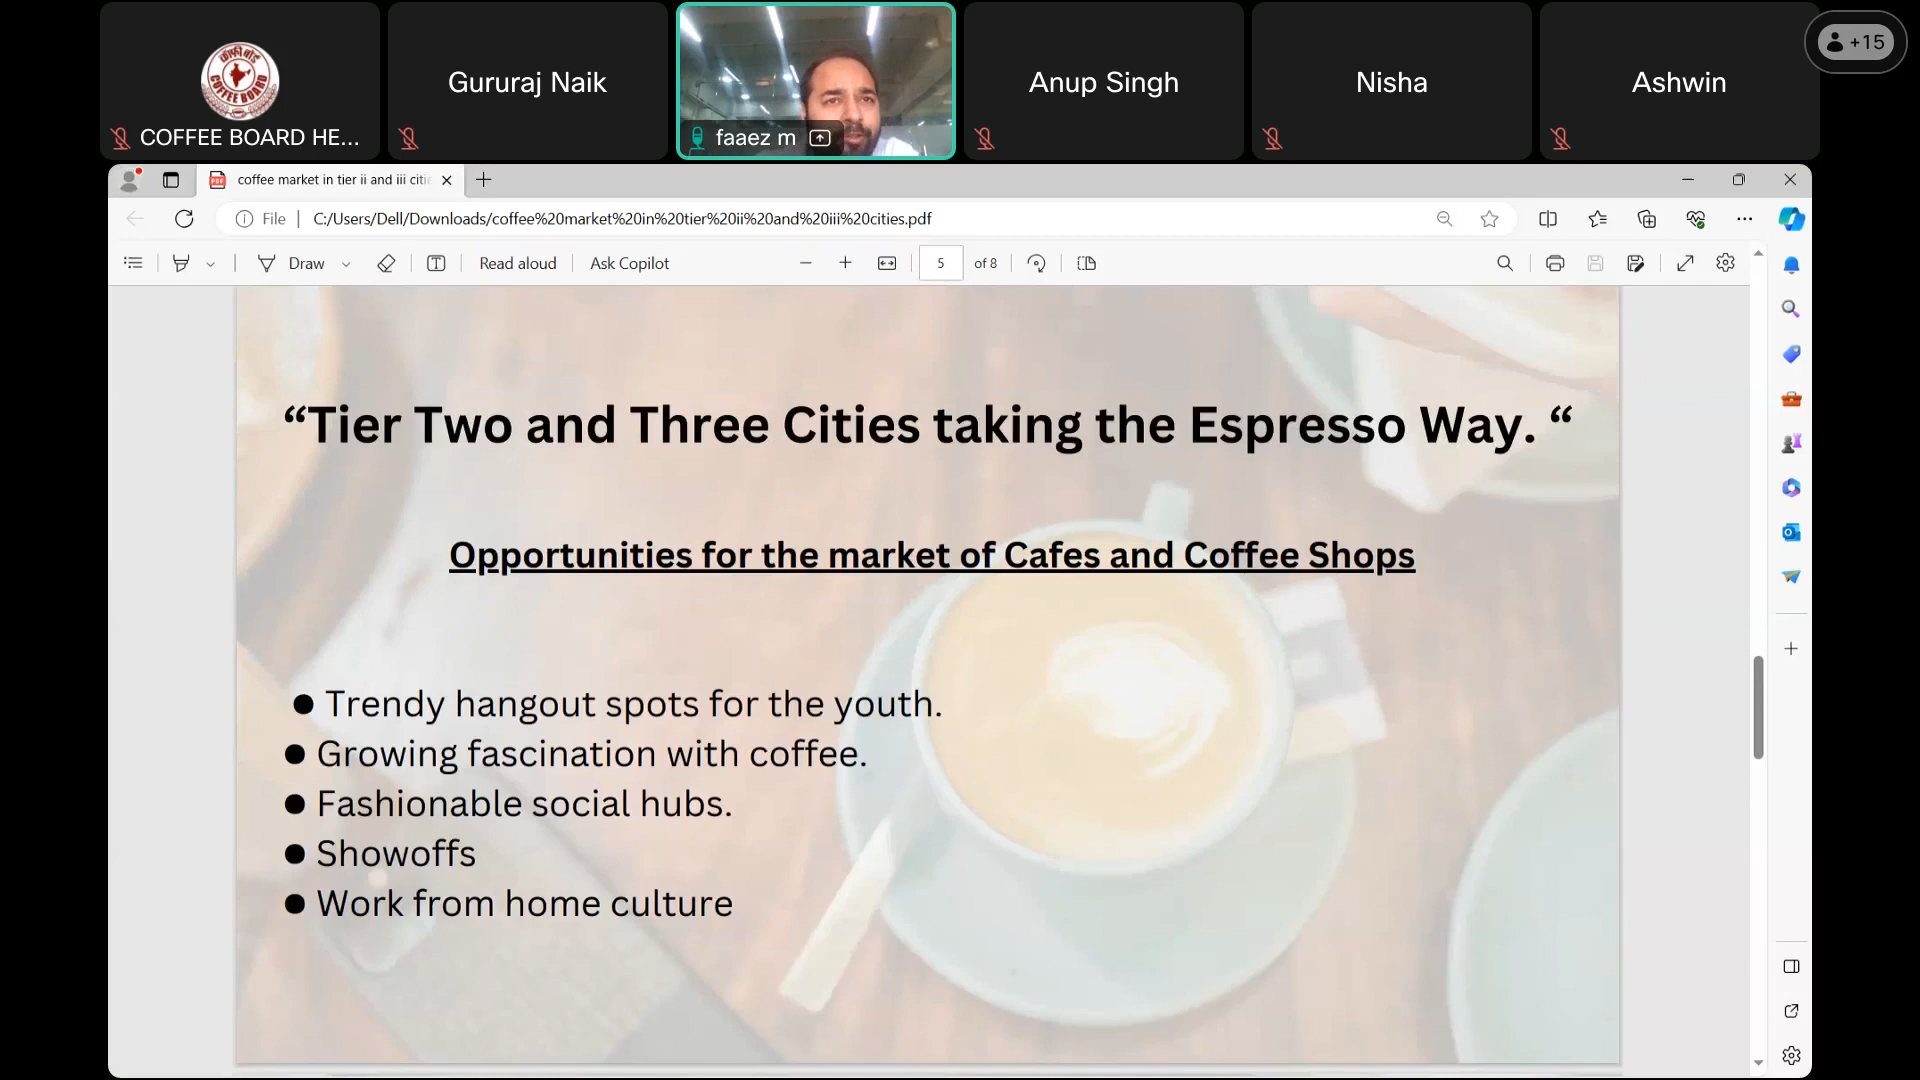 कॉफी बोर्ड
COFFEE BOARD
COFFEE BOARD HE...
Gururaj Naik
faaez m
Anup Singh
Nisha
Ashwin
+15
coffee market in tier ii and iii citi
File
C:/Users/Dell/Downloads/coffee%20market%20in%20tier%20ii%20and%20iii%20cities.pdf
Draw
Read aloud
Ask Copilot
5
of 8
“Tier Two and Three Cities taking the Espresso Way. “
Opportunities for the market of Cafes and Coffee Shops
● Trendy hangout spots for the youth.
● Growing fascination with coffee.
● Fashionable social hubs.
● Showoffs
● Work from home culture